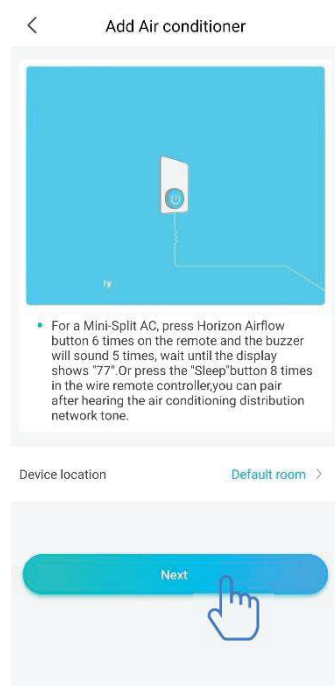 Add Air conditioner
ty
For a Mini-Split AC, press Horizon Airflow
button 6 times on the remote and the buzzer
will sound 5 times, wait until the display
shows "77".Or press the "Sleep"button 8 times
in the wire remote controller,you can pair
after hearing the air conditioning distribution
network tone.
Device location Default room >
Next